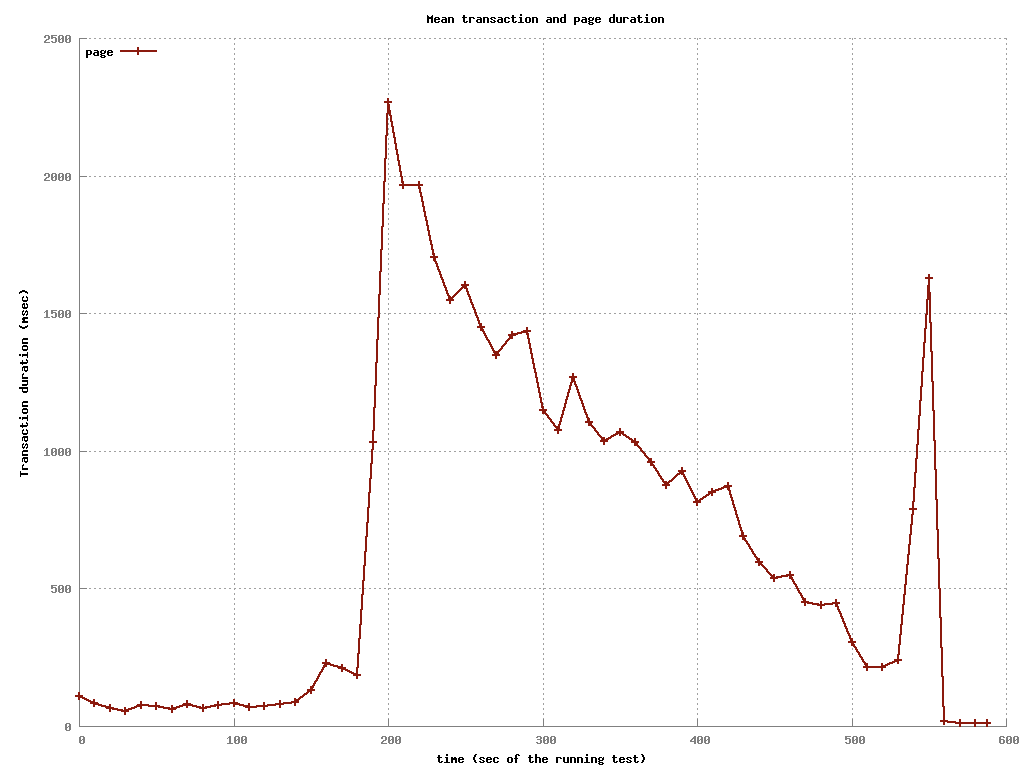 Mean transaction and page duration
2500
page
2000
1500
Transaction duration (msec)
1000
500
0
0 100 200 300 400 500 600
time (sec of the running test)